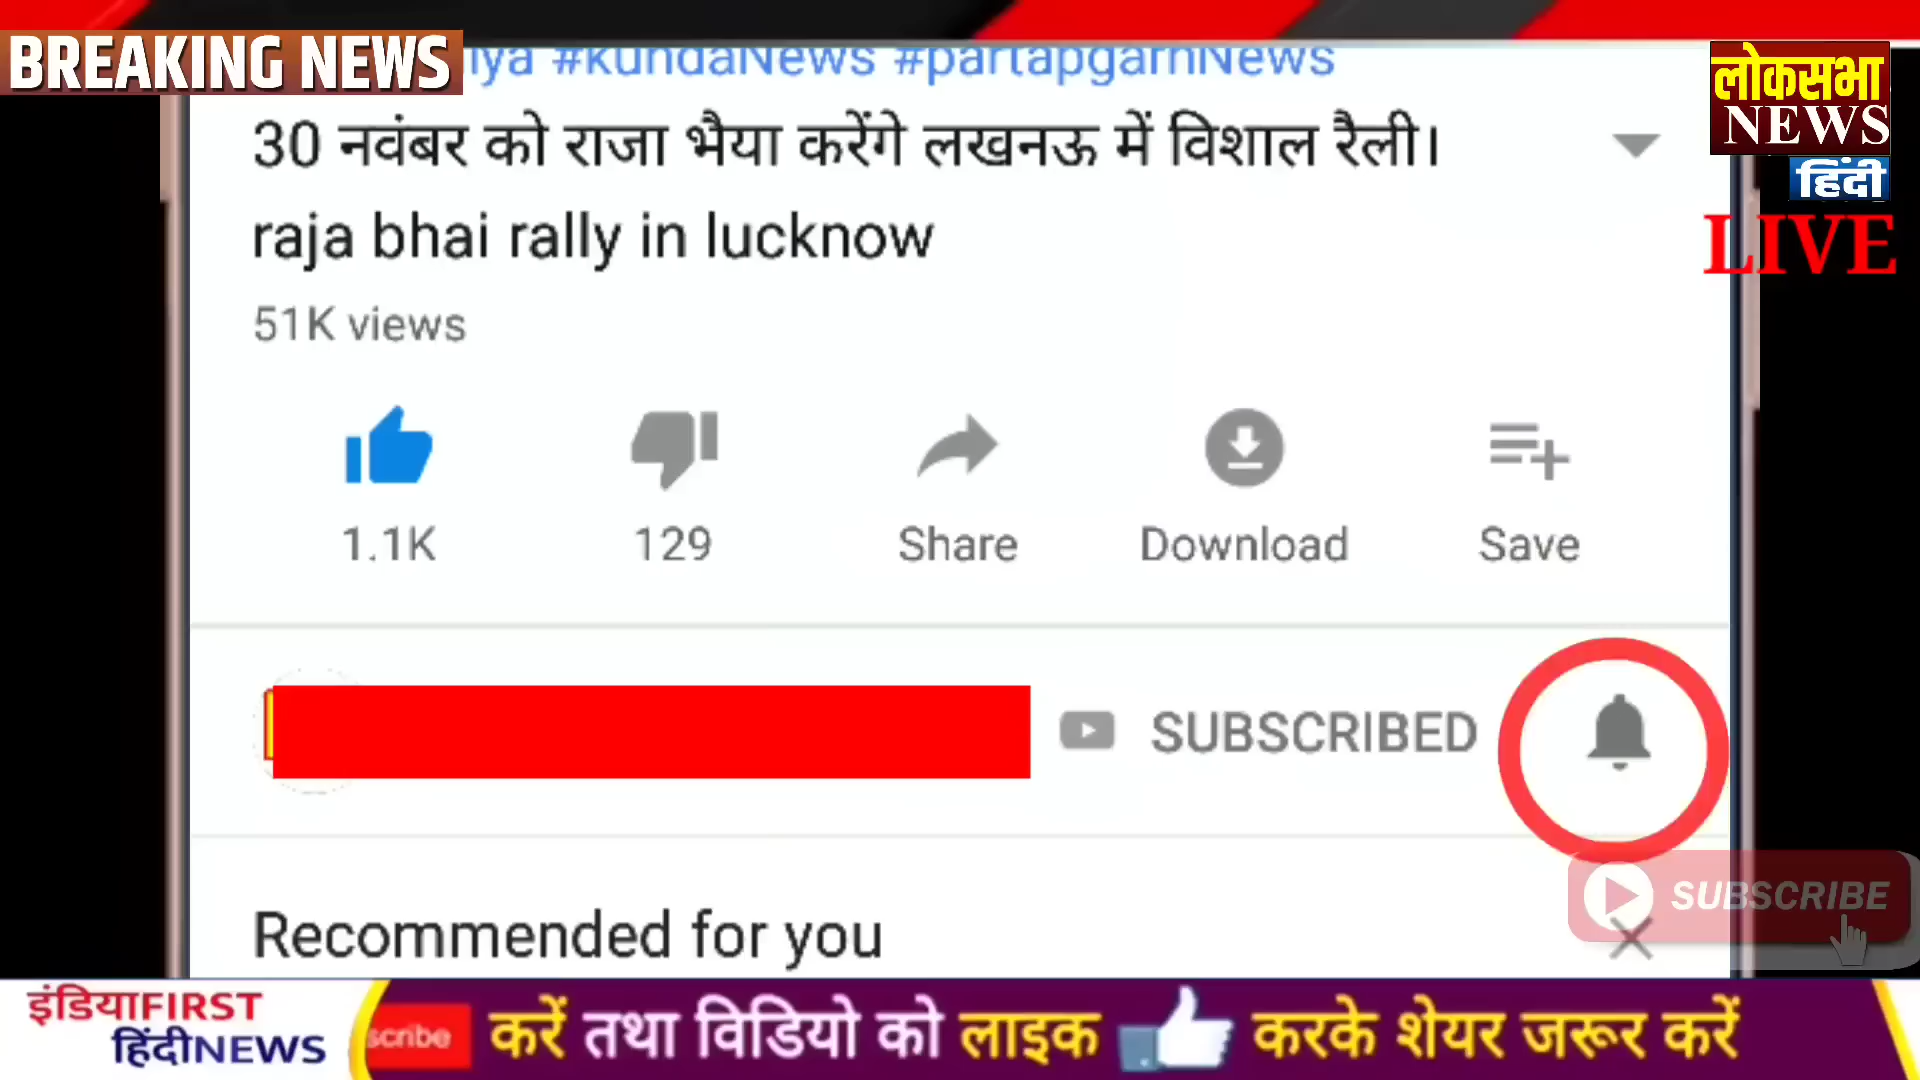 BREAKING NEWS
#kundaNews #partapgarhNews
लोकसभा
NEWS
हिंदी
LIVE
30 नवंबर को राजा भैया करेंगे लखनऊ में विशाल रैली।
raja bhai rally in lucknow
51K views
1.1K
129
Share
Download
Save
SUBSCRIBED
SUBSCRIBE
Recommended for you
इंडियाFIRST
हिंदीNEWS
scribe करें तथा विडियो को लाइक करके शेयर जरूर करें